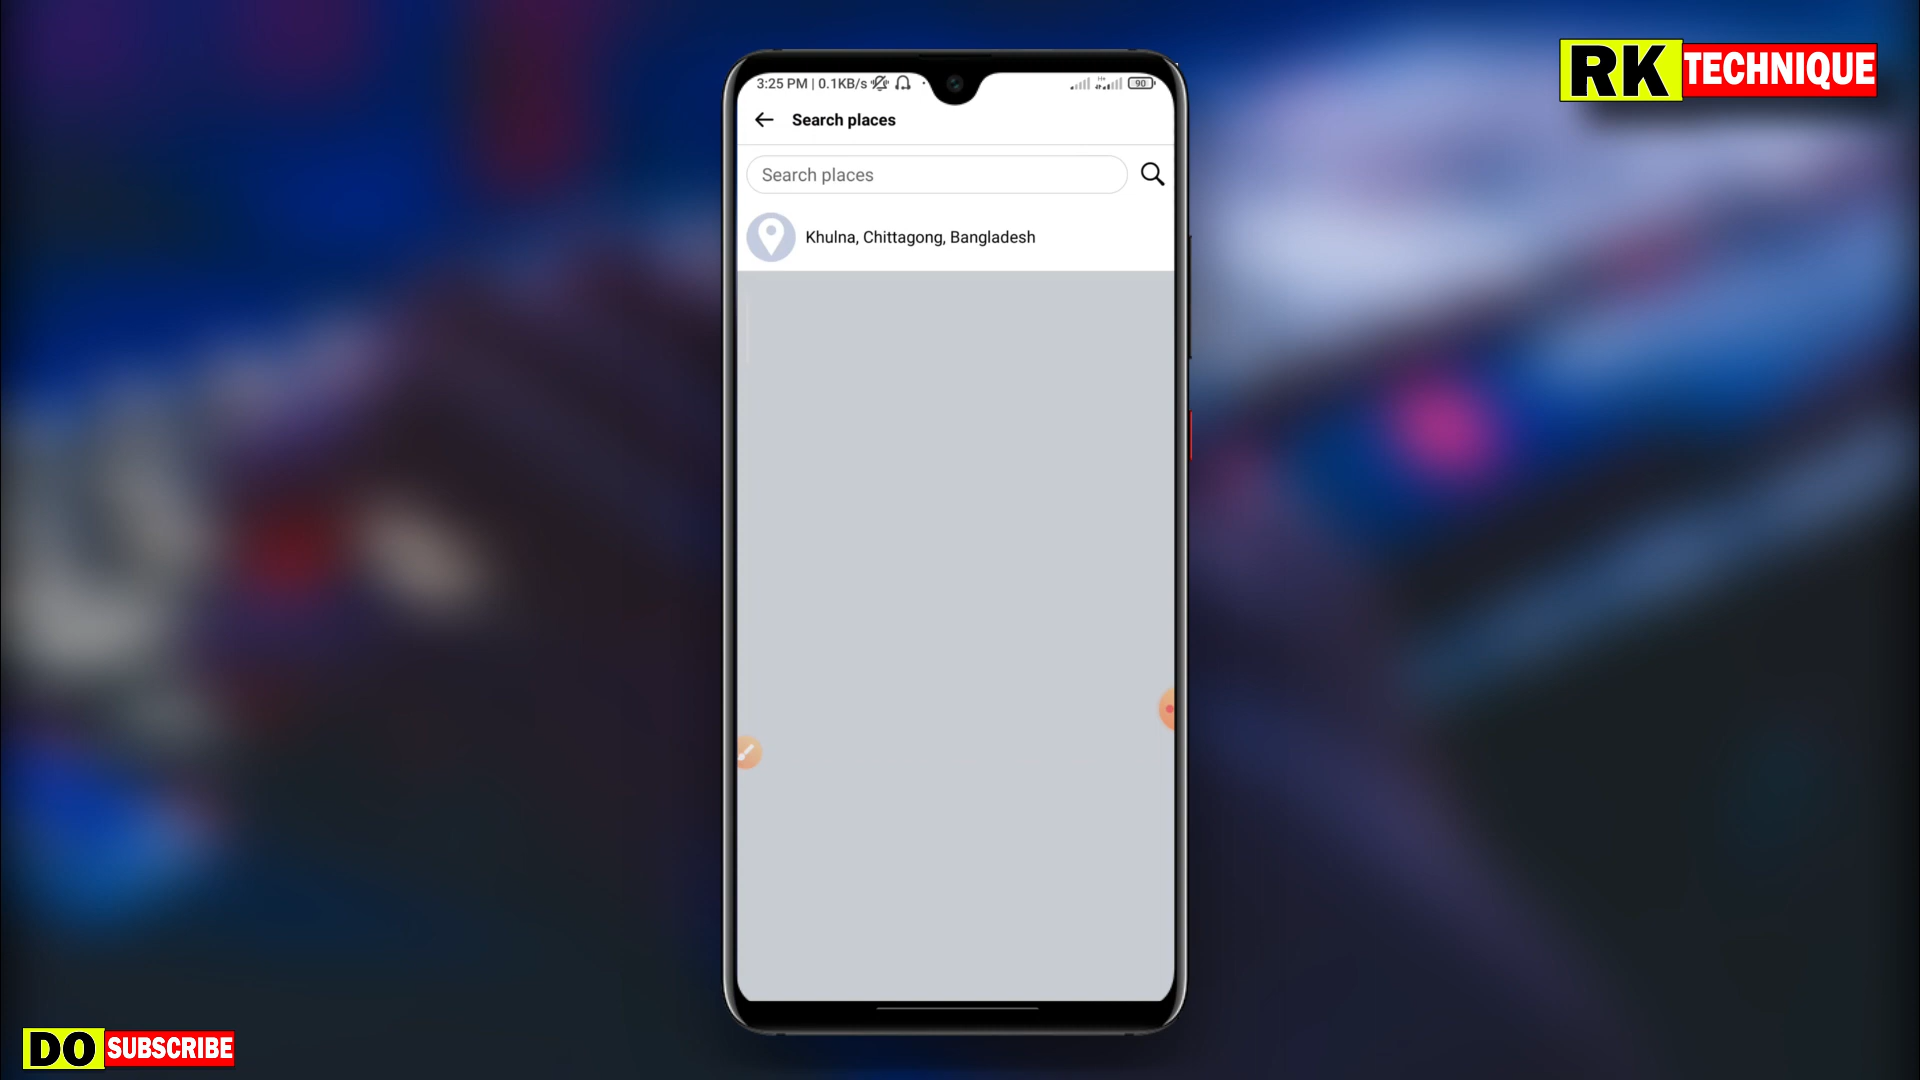 RK TECHNIQUE
3:25 PM | 0.1KB/s
90
Search places
Search places
Khulna, Chittagong, Bangladesh
DO SUBSCRIBE